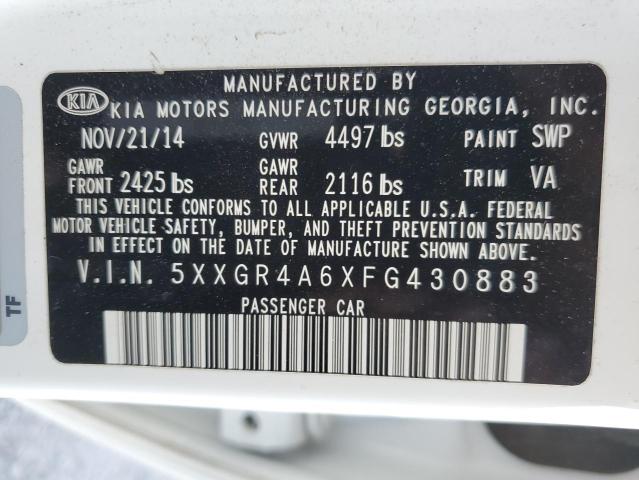 MANUFACTURED BY
KIA KIA MOTORS MANUFACTURING GEORGIA, INC.
NOV/21/14 GVWR 4497 lbs PAINT SWP
GAWR FRONT 2425 lbs GAWR REAR 2116 lbs TRIM VA
THIS VEHICLE CONFORMS TO ALL APPLICABLE U.S.A. FEDERAL
MOTOR VEHICLE SAFETY, BUMPER, AND THEFT PREVENTION STANDARDS
IN EFFECT ON THE DATE OF MANUFACTURE SHOWN ABOVE.
V.I.N. 5XXGR4A6XFG430883
PASSENGER CAR
TF